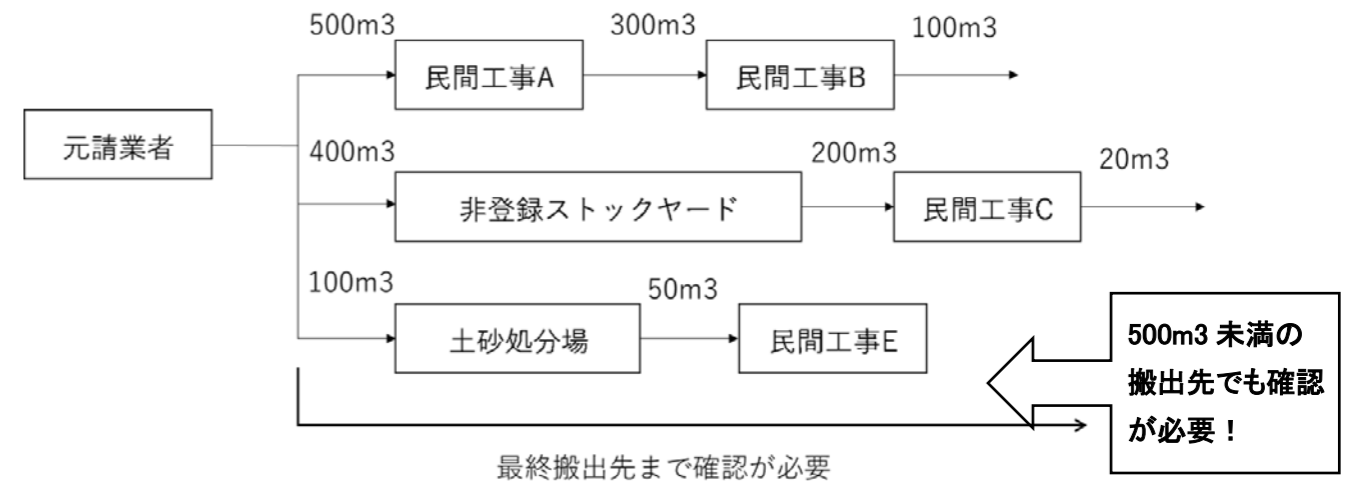 500m3
300m3
100m3
民間工事A
民間工事B
元請業者
400m3
200m3
20m3
非登録ストックヤード
民間工事C
100m3
50m3
土砂処分場
民間工事E
500m3 未満の
搬出先でも確認
が必要！
最終搬出先まで確認が必要